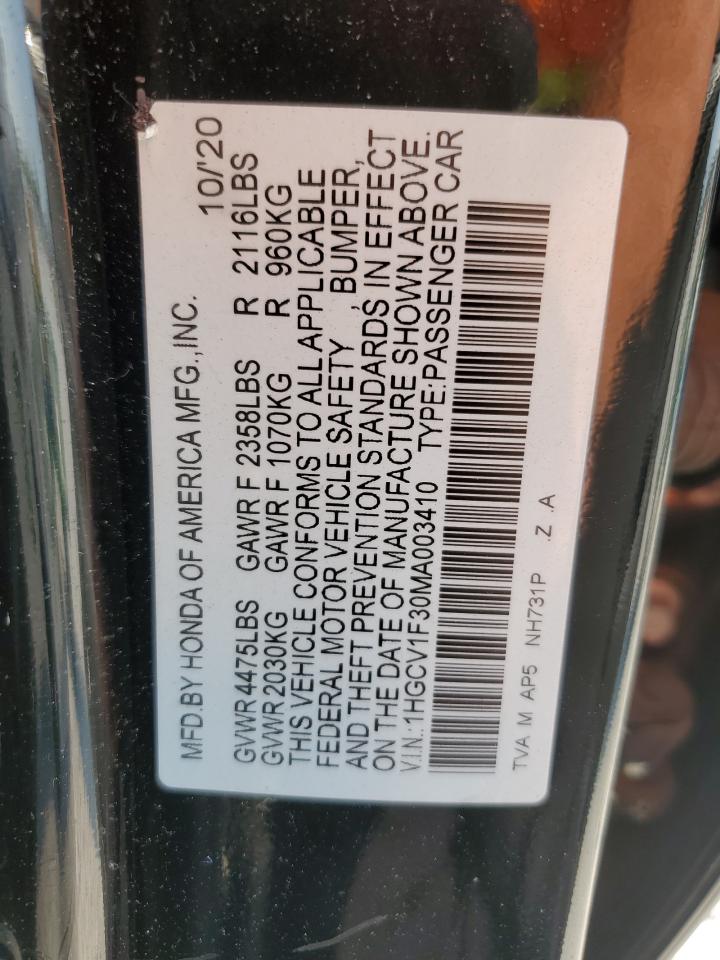 MFD.BY HONDA OF AMERICA MFG.,INC. 10/'20
GVWR 4475LBS GAWR F 2358LBS R 2116LBS
GVWR 2030KG GAWR F 1070KG R 960KG
THIS VEHICLE CONFORMS TO ALL APPLICABLE
FEDERAL MOTOR VEHICLE SAFETY , BUMPER,
AND THEFT PREVENTION STANDARDS IN EFFECT
ON THE DATE OF MANUFACTURE SHOWN ABOVE.
V.I.N.:1HGCV1F30MA003410 TYPE:PASSENGER CAR
TVA M AP5 NH731P .Z .A